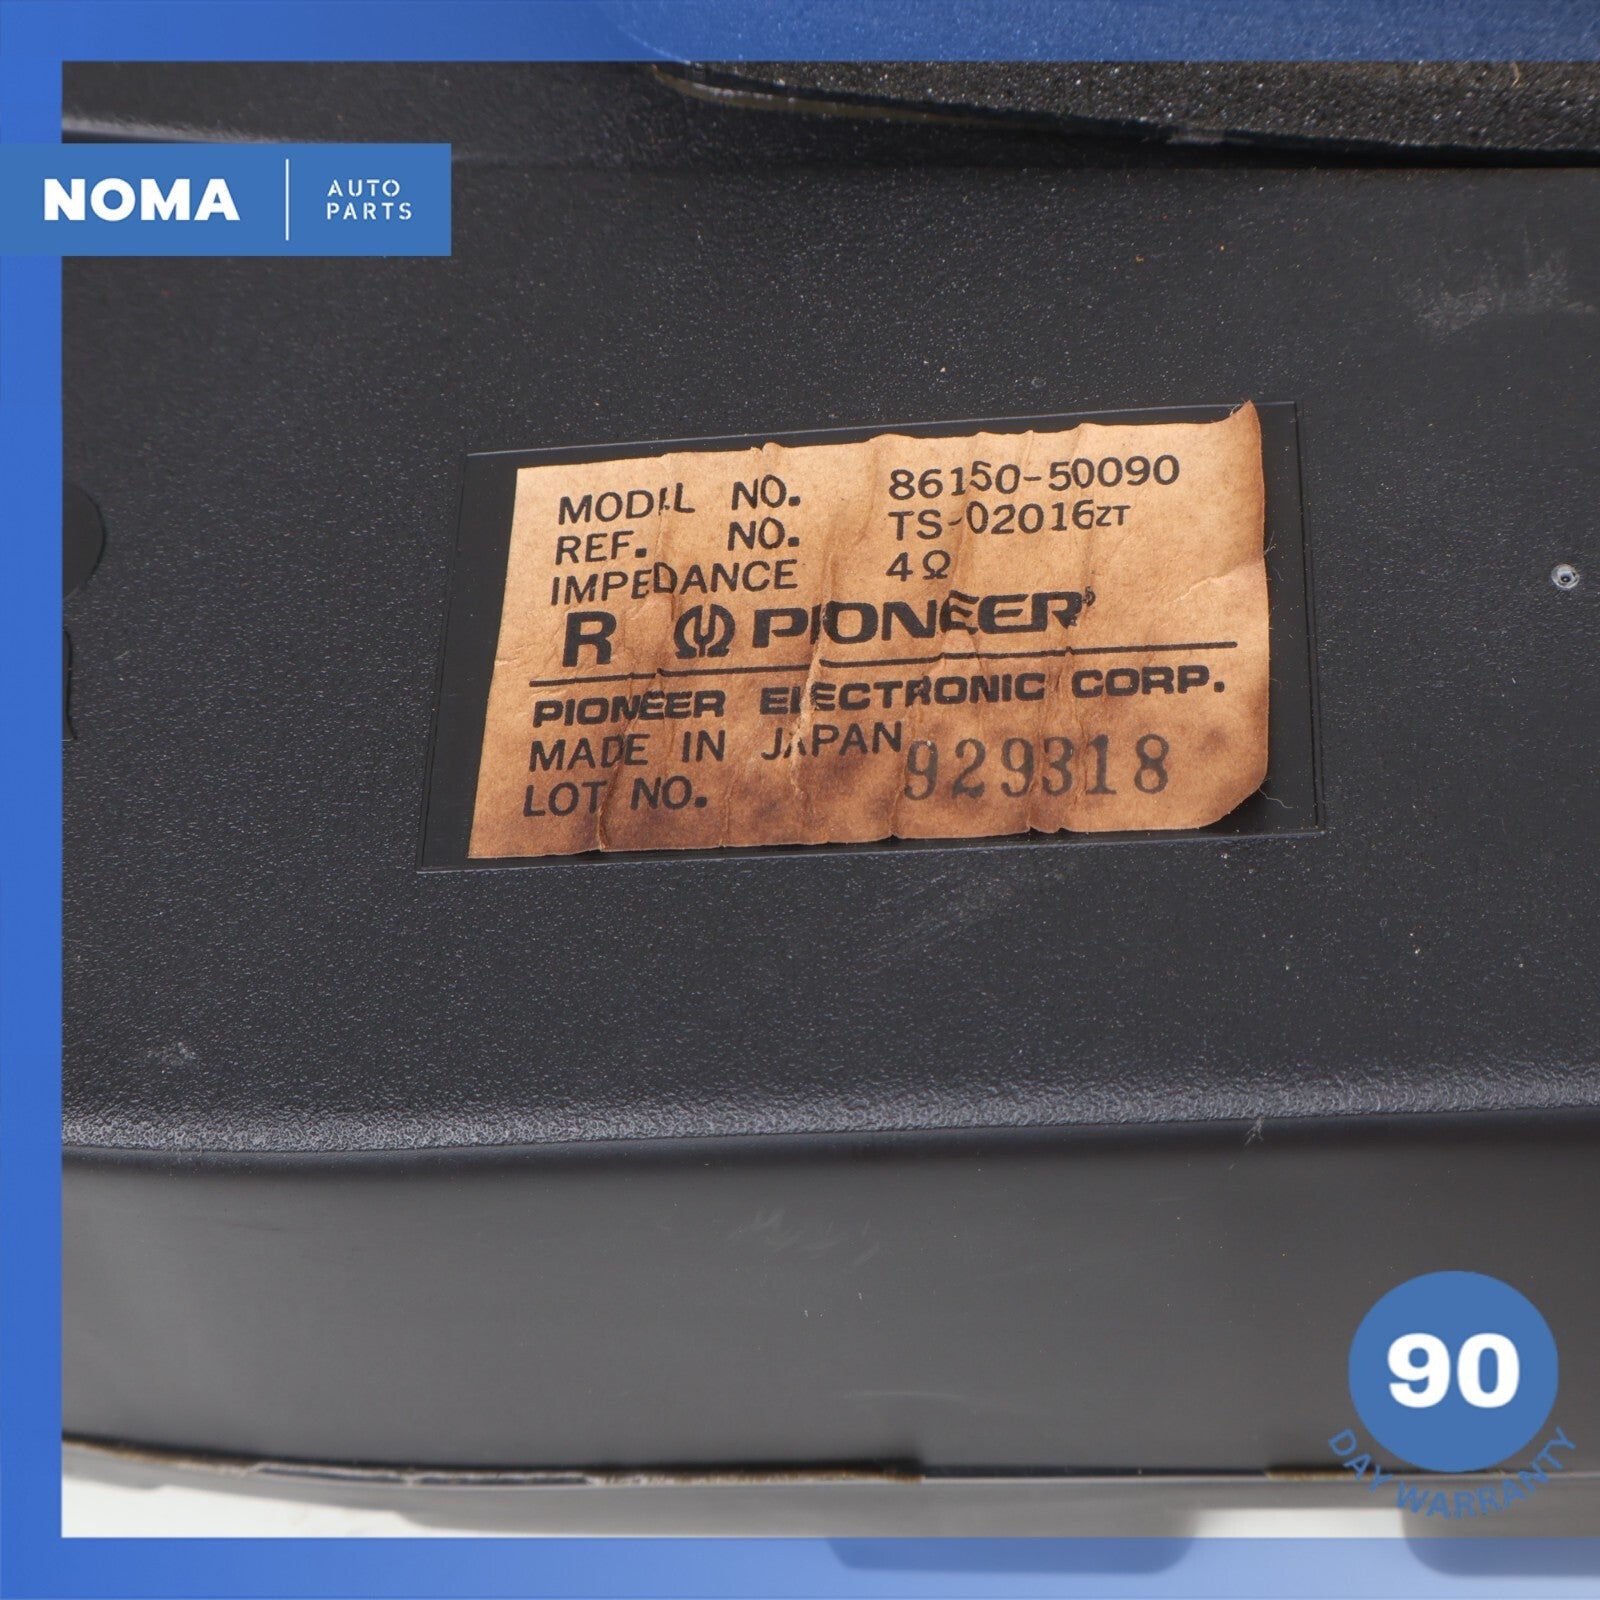 NOMA
AUTO
PARTS
MODEL NO. 86150-50090
REF. NO. TS-02016ZT
IMPEDANCE 4Ω
R PIONEER®
PIONEER ELECTRONIC CORP.
MADE IN JAPAN
LOT NO. 929318
90
DAY WARRANTY